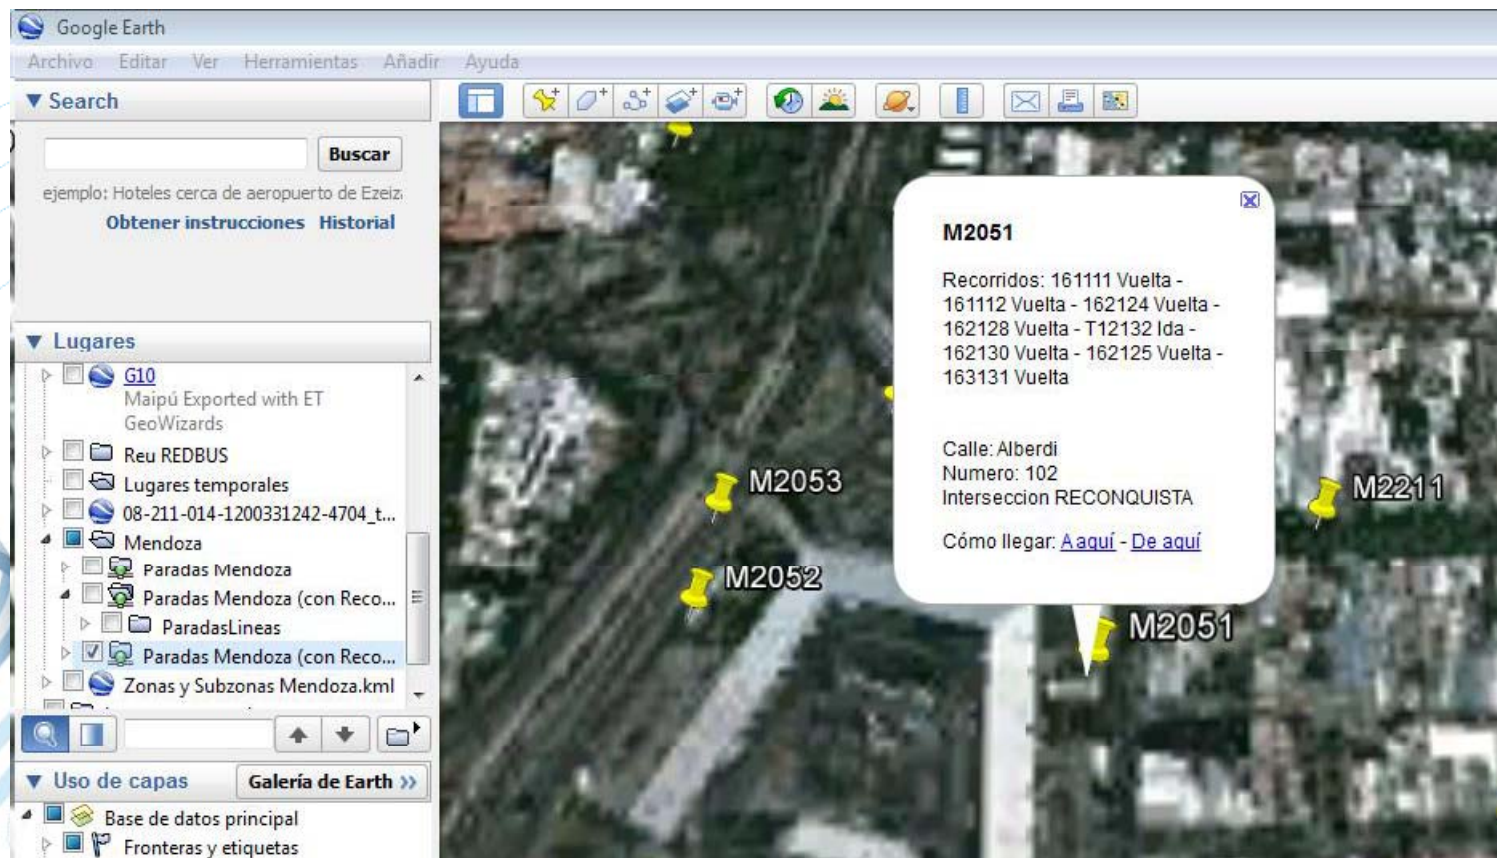 Google Earth
Archivo Editar Ver Herramientas Añadir Ayuda
Search
Buscar
ejemplo: Hoteles cerca de aeropuerto de Ezeiz
Obtener instrucciones Historial
Lugares
G10
Maipú Exported with ET
GeoWizards
Reu REDBUS
Lugares temporales
08-211-014-1200331242-4704_t...
Mendoza
Paradas Mendoza
Paradas Mendoza (con Reco...
ParadasLineas
Paradas Mendoza (con Reco...
Zonas y Subzonas Mendoza.kml
Uso de capas Galería de Earth >>
Base de datos principal
Fronteras y etiquetas
M2051
Recorridos: 161111 Vuelta -
161112 Vuelta - 162124 Vuelta -
162128 Vuelta - T12132 Ida -
162130 Vuelta - 162125 Vuelta -
163131 Vuelta
Calle: Alberdi
Numero: 102
Interseccion RECONQUISTA
Cómo llegar: A aquí - De aquí
M2053
M2211
M2052
M2051